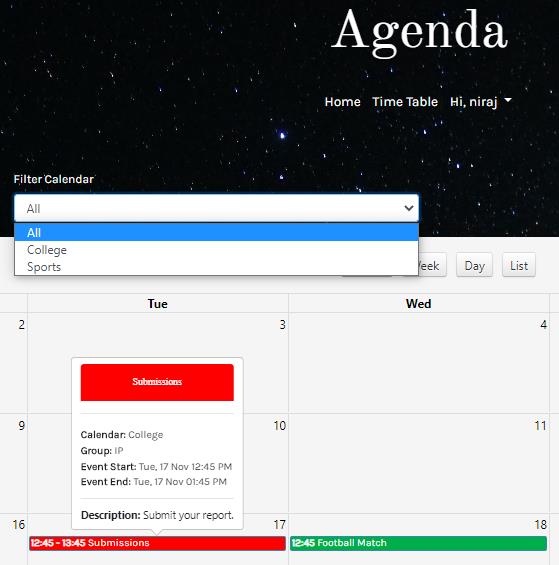 Agenda
Home Time Table Hi, niraj
Filter Calendar
All
All
College
Sports
eek Day List
Tue Wed
2 3 4
Submissions
Calendar: College
Group: IP
Event Start: Tue, 17 Nov 12:45 PM
Event End: Tue, 17 Nov 01:45 PM
Description: Submit your report.
9 10 11
16 17 18
12:45 - 13:45 Submissions 12:45 Football Match